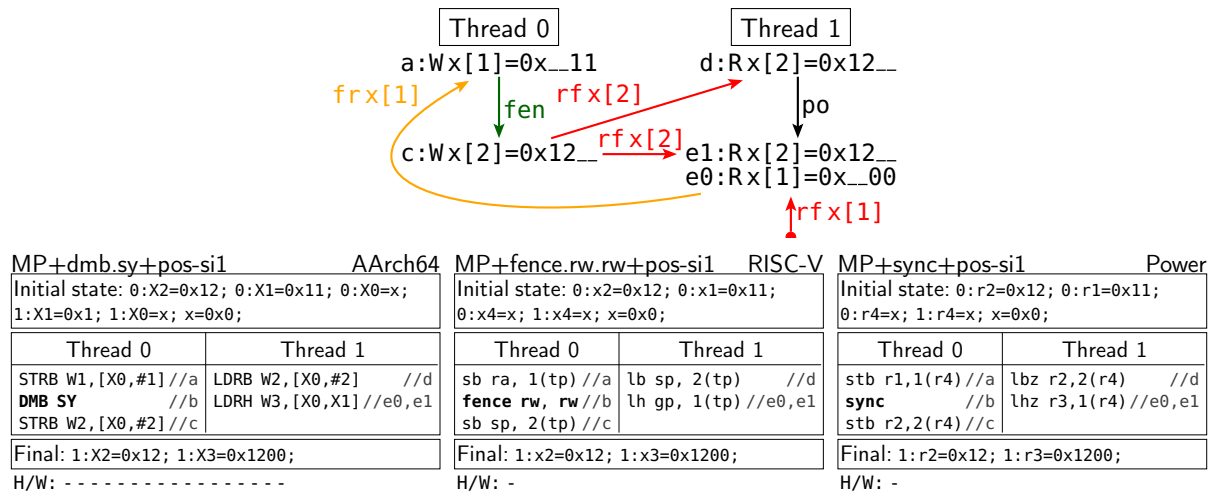 Thread 0 Thread 1
a:Wx[1]=0x__11 d:Rx[2]=0x12__
frx[1] rfx[2]
fen po
rfx[2]
c:Wx[2]=0x12__ e1:Rx[2]=0x12__
e0:Rx[1]=0x__00
rfx[1]
MP+dmb.sy+pos-si1 AArch64
Initial state: 0:X2=0x12; 0:X1=0x11; 0:X0=x;
1:X1=0x1; 1:X0=x; x=0x0;
Thread 0 Thread 1
STRB W1,[X0,#1]//a LDRB W2,[X0,#2] //d
DMB SY //b LDRH W3,[X0,X1]//e0,e1
STRB W2,[X0,#2]//c
Final: 1:X2=0x12; 1:X3=0x1200;
H/W: - - - - - - - - - - - - - - - - -
MP+fence.rw.rw+pos-si1 RISC-V
Initial state: 0:x2=0x12; 0:x1=0x11;
0:x4=x; 1:x4=x; x=0x0;
Thread 0 Thread 1
sb ra, 1(tp)//a lb sp, 2(tp) //d
fence rw, rw//b lh gp, 1(tp)//e0,e1
sb sp, 2(tp)//c
Final: 1:x2=0x12; 1:x3=0x1200;
H/W: -
MP+sync+pos-si1 Power
Initial state: 0:r2=0x12; 0:r1=0x11;
0:r4=x; 1:r4=x; x=0x0;
Thread 0 Thread 1
stb r1,1(r4)//a lbz r2,2(r4) //d
sync //b lhz r3,1(r4)//e0,e1
stb r2,2(r4)//c
Final: 1:r2=0x12; 1:r3=0x1200;
H/W: -